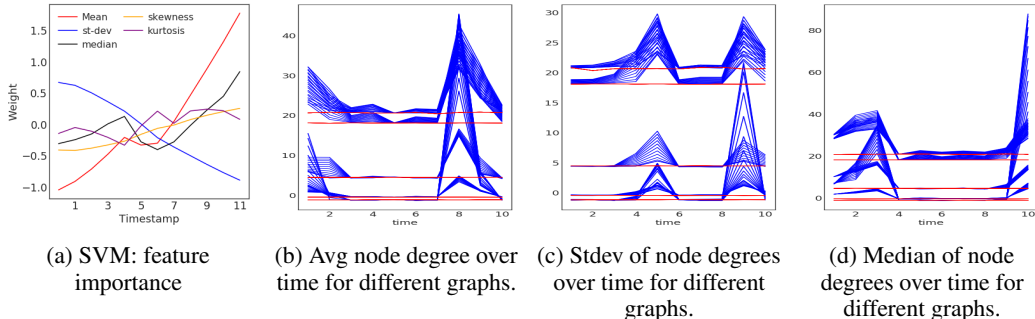 Mean
st-dev
median
skewness
kurtosis
Weight
1.5
1.0
0.5
0.0
−0.5
−1.0
1 3 5 7 9 11
Timestamp
40
30
20
10
0
2 4 6 8 10
time
30
25
20
15
10
5
0
2 4 6 8 10
time
80
60
40
20
0
2 4 6 8 10
time
(a) SVM: feature
importance
(b) Avg node degree over
time for different graphs.
(c) Stdev of node degrees
over time for different
graphs.
(d) Median of node
degrees over time for
different graphs.